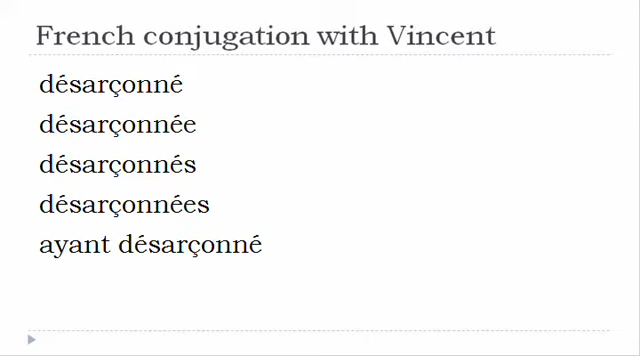 French conjugation with Vincent
désarçonné
désarçonnée
désarçonnés
désarçonnées
ayant désarçonné